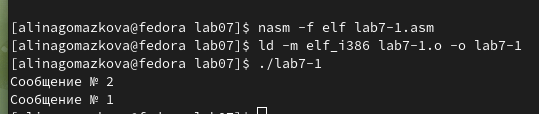 [alinagomazkova@fedora lab07]$ nasm -f elf lab7-1.asm
[alinagomazkova@fedora lab07]$ ld -m elf_i386 lab7-1.o -o lab7-1
[alinagomazkova@fedora lab07]$ ./lab7-1
Сообщение № 2
Сообщение № 1
[alinagomazkova@fedora lab07]$